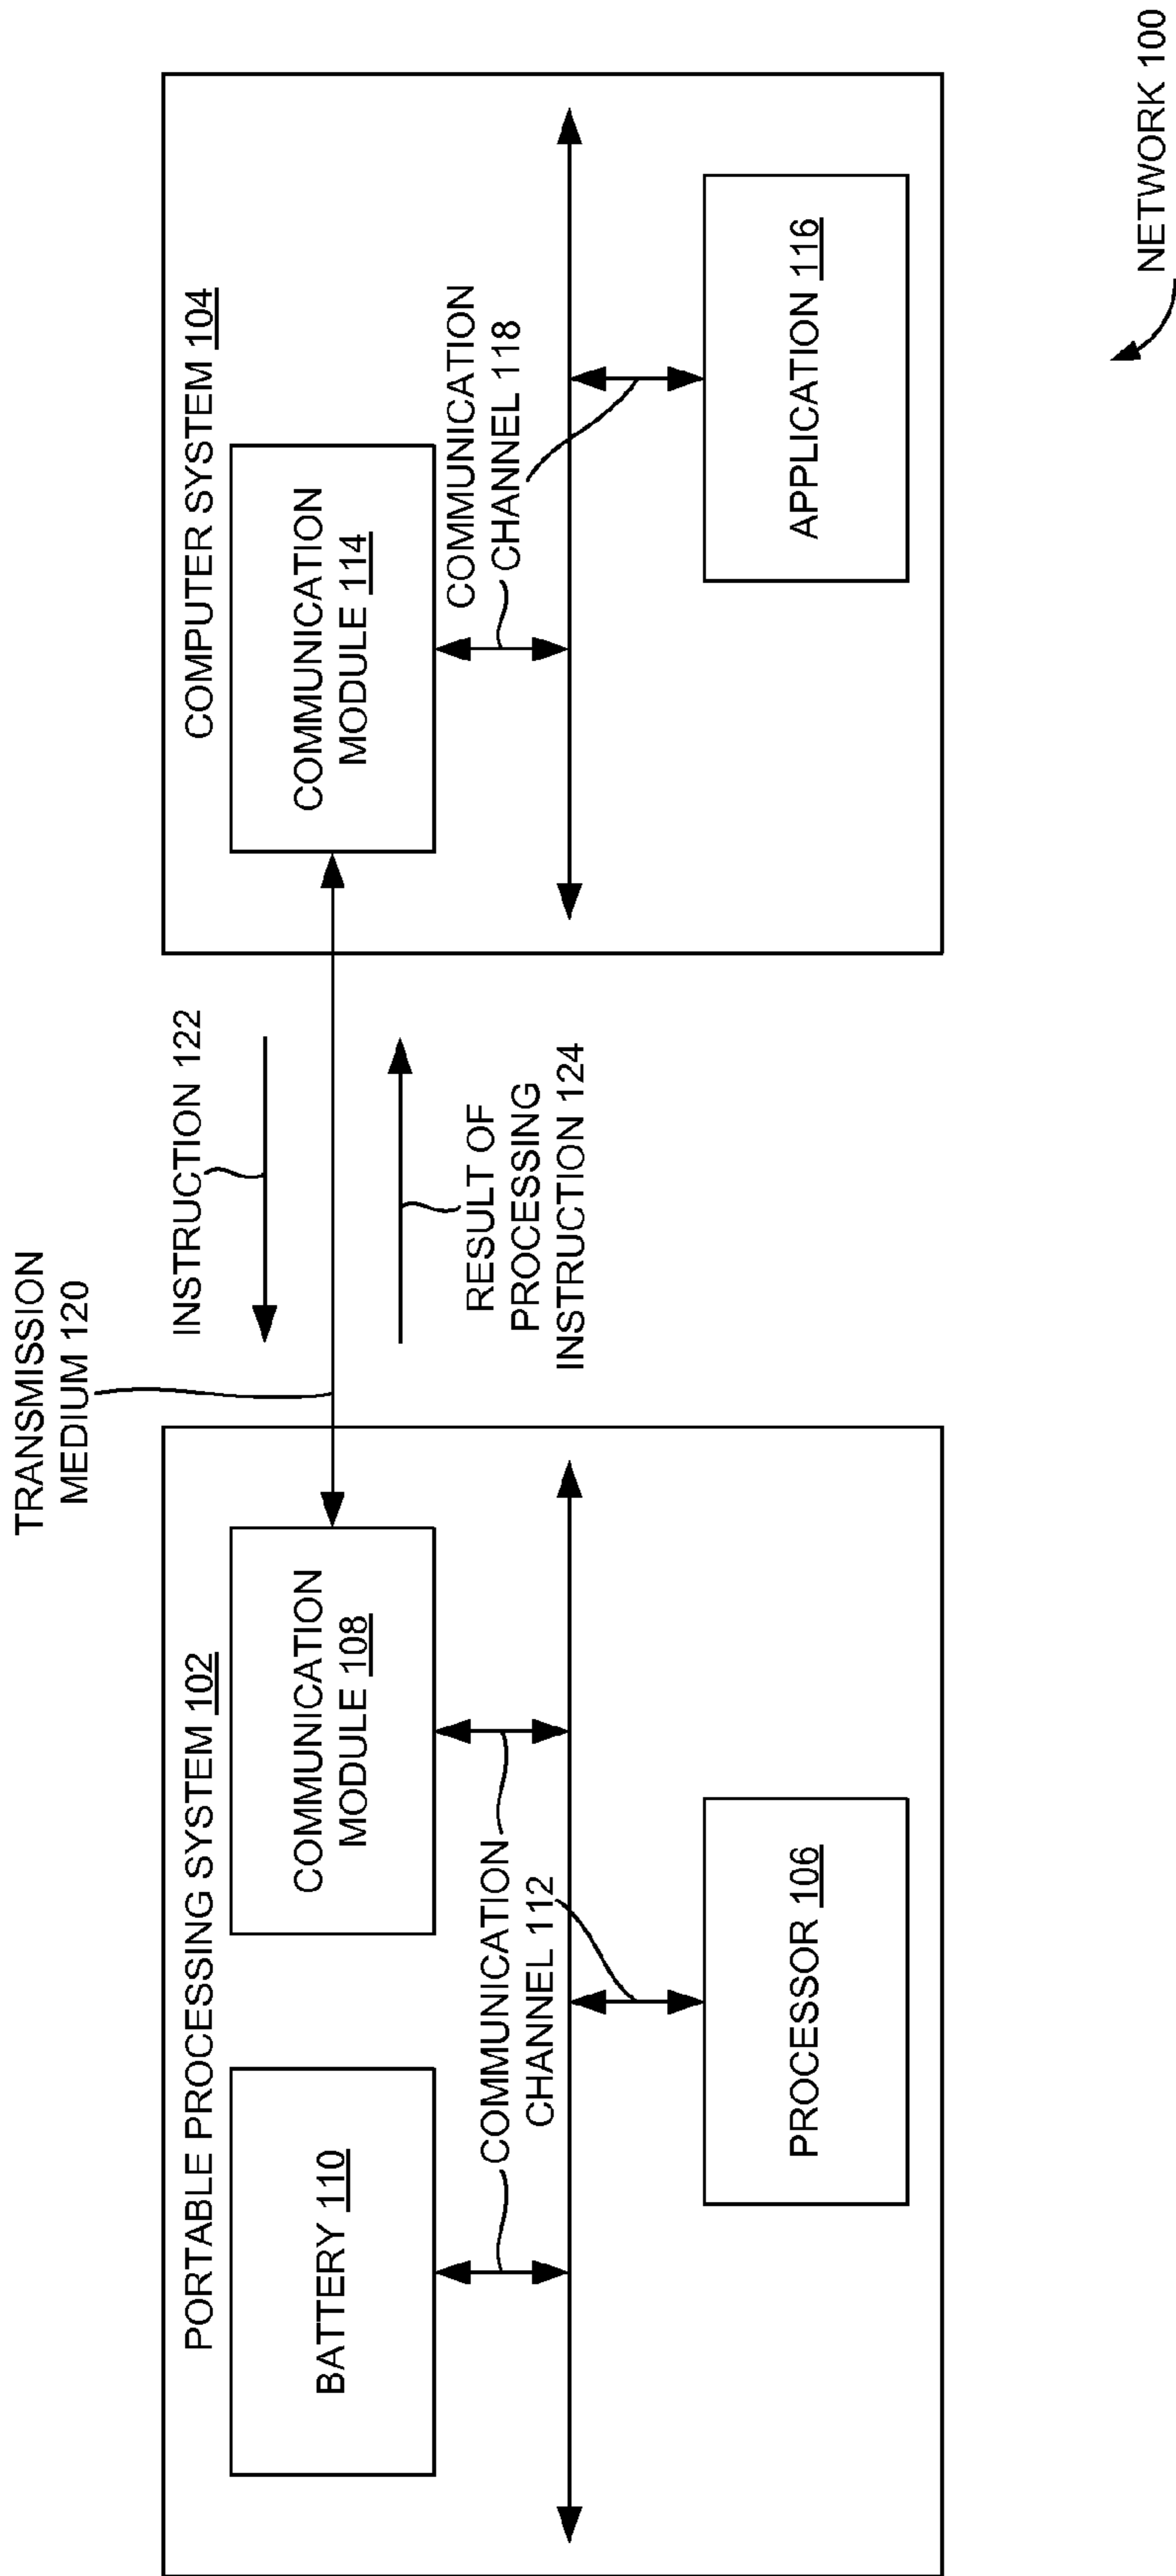 TRANSMISSION
MEDIUM 120
PORTABLE PROCESSING SYSTEM 102
BATTERY 110
COMMUNICATION
MODULE 108
COMMUNICATION
CHANNEL 112
PROCESSOR 106
INSTRUCTION 122
RESULT OF
PROCESSING
INSTRUCTION 124
COMPUTER SYSTEM 104
COMMUNICATION
MODULE 114
COMMUNICATION
CHANNEL 118
APPLICATION 116
NETWORK 100